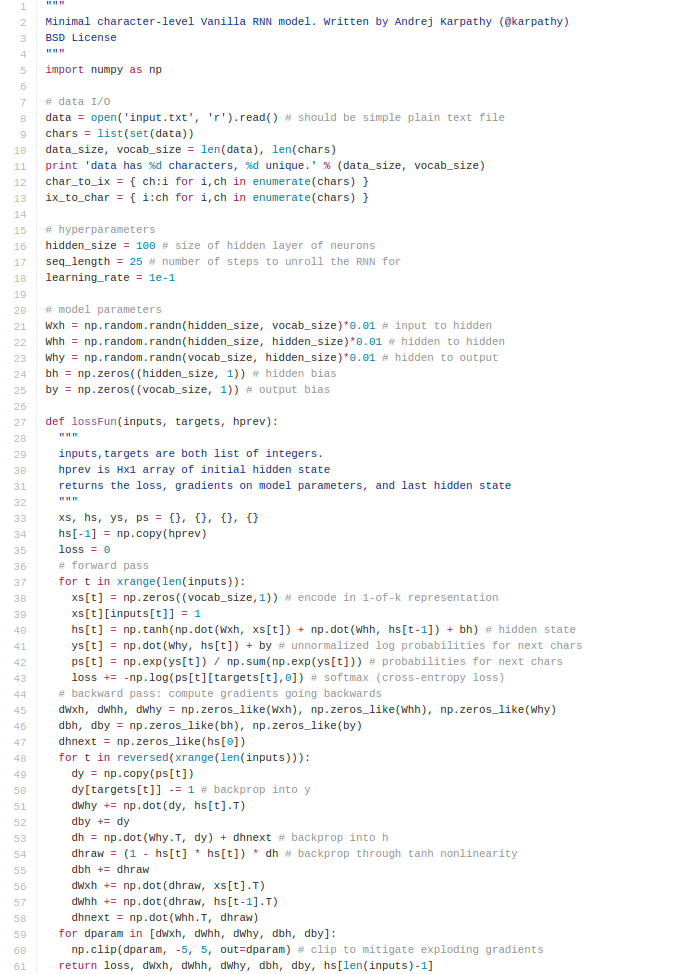 1 """
2 Minimal character-level Vanilla RNN model. Written by Andrej Karpathy (@karpathy)
3 BSD License
4 """
5 import numpy as np
6
7 # data I/O
8 data = open('input.txt', 'r').read() # should be simple plain text file
9 chars = list(set(data))
10 data_size, vocab_size = len(data), len(chars)
11 print 'data has %d characters, %d unique.' % (data_size, vocab_size)
12 char_to_ix = { ch:i for i,ch in enumerate(chars) }
13 ix_to_char = { i:ch for i,ch in enumerate(chars) }
14
15 # hyperparameters
16 hidden_size = 100 # size of hidden layer of neurons
17 seq_length = 25 # number of steps to unroll the RNN for
18 learning_rate = 1e-1
19
20 # model parameters
21 Wxh = np.random.randn(hidden_size, vocab_size)*0.01 # input to hidden
22 Whh = np.random.randn(hidden_size, hidden_size)*0.01 # hidden to hidden
23 Why = np.random.randn(vocab_size, hidden_size)*0.01 # hidden to output
24 bh = np.zeros((hidden_size, 1)) # hidden bias
25 by = np.zeros((vocab_size, 1)) # output bias
26
27 def lossFun(inputs, targets, hprev):
28   """
29   inputs,targets are both list of integers.
30   hprev is Hx1 array of initial hidden state
31   returns the loss, gradients on model parameters, and last hidden state
32   """
33   xs, hs, ys, ps = {}, {}, {}, {}
34   hs[-1] = np.copy(hprev)
35   loss = 0
36   # forward pass
37   for t in xrange(len(inputs)):
38     xs[t] = np.zeros((vocab_size,1)) # encode in 1-of-k representation
39     xs[t][inputs[t]] = 1
40     hs[t] = np.tanh(np.dot(Wxh, xs[t]) + np.dot(Whh, hs[t-1]) + bh) # hidden state
41     ys[t] = np.dot(Why, hs[t]) + by # unnormalized log probabilities for next chars
42     ps[t] = np.exp(ys[t]) / np.sum(np.exp(ys[t])) # probabilities for next chars
43     loss += -np.log(ps[t][targets[t],0]) # softmax (cross-entropy loss)
44   # backward pass: compute gradients going backwards
45   dWxh, dWhh, dWhy = np.zeros_like(Wxh), np.zeros_like(Whh), np.zeros_like(Why)
46   dbh, dby = np.zeros_like(bh), np.zeros_like(by)
47   dhnext = np.zeros_like(hs[0])
48   for t in reversed(xrange(len(inputs))):
49     dy = np.copy(ps[t])
50     dy[targets[t]] -= 1 # backprop into y
51     dWhy += np.dot(dy, hs[t].T)
52     dby += dy
53     dh = np.dot(Why.T, dy) + dhnext # backprop into h
54     dhraw = (1 - hs[t] * hs[t]) * dh # backprop through tanh nonlinearity
55     dbh += dhraw
56     dWxh += np.dot(dhraw, xs[t].T)
57     dWhh += np.dot(dhraw, hs[t-1].T)
58     dhnext = np.dot(Whh.T, dhraw)
59   for dparam in [dWxh, dWhh, dWhy, dbh, dby]:
60     np.clip(dparam, -5, 5, out=dparam) # clip to mitigate exploding gradients
61   return loss, dWxh, dWhh, dWhy, dbh, dby, hs[len(inputs)-1]